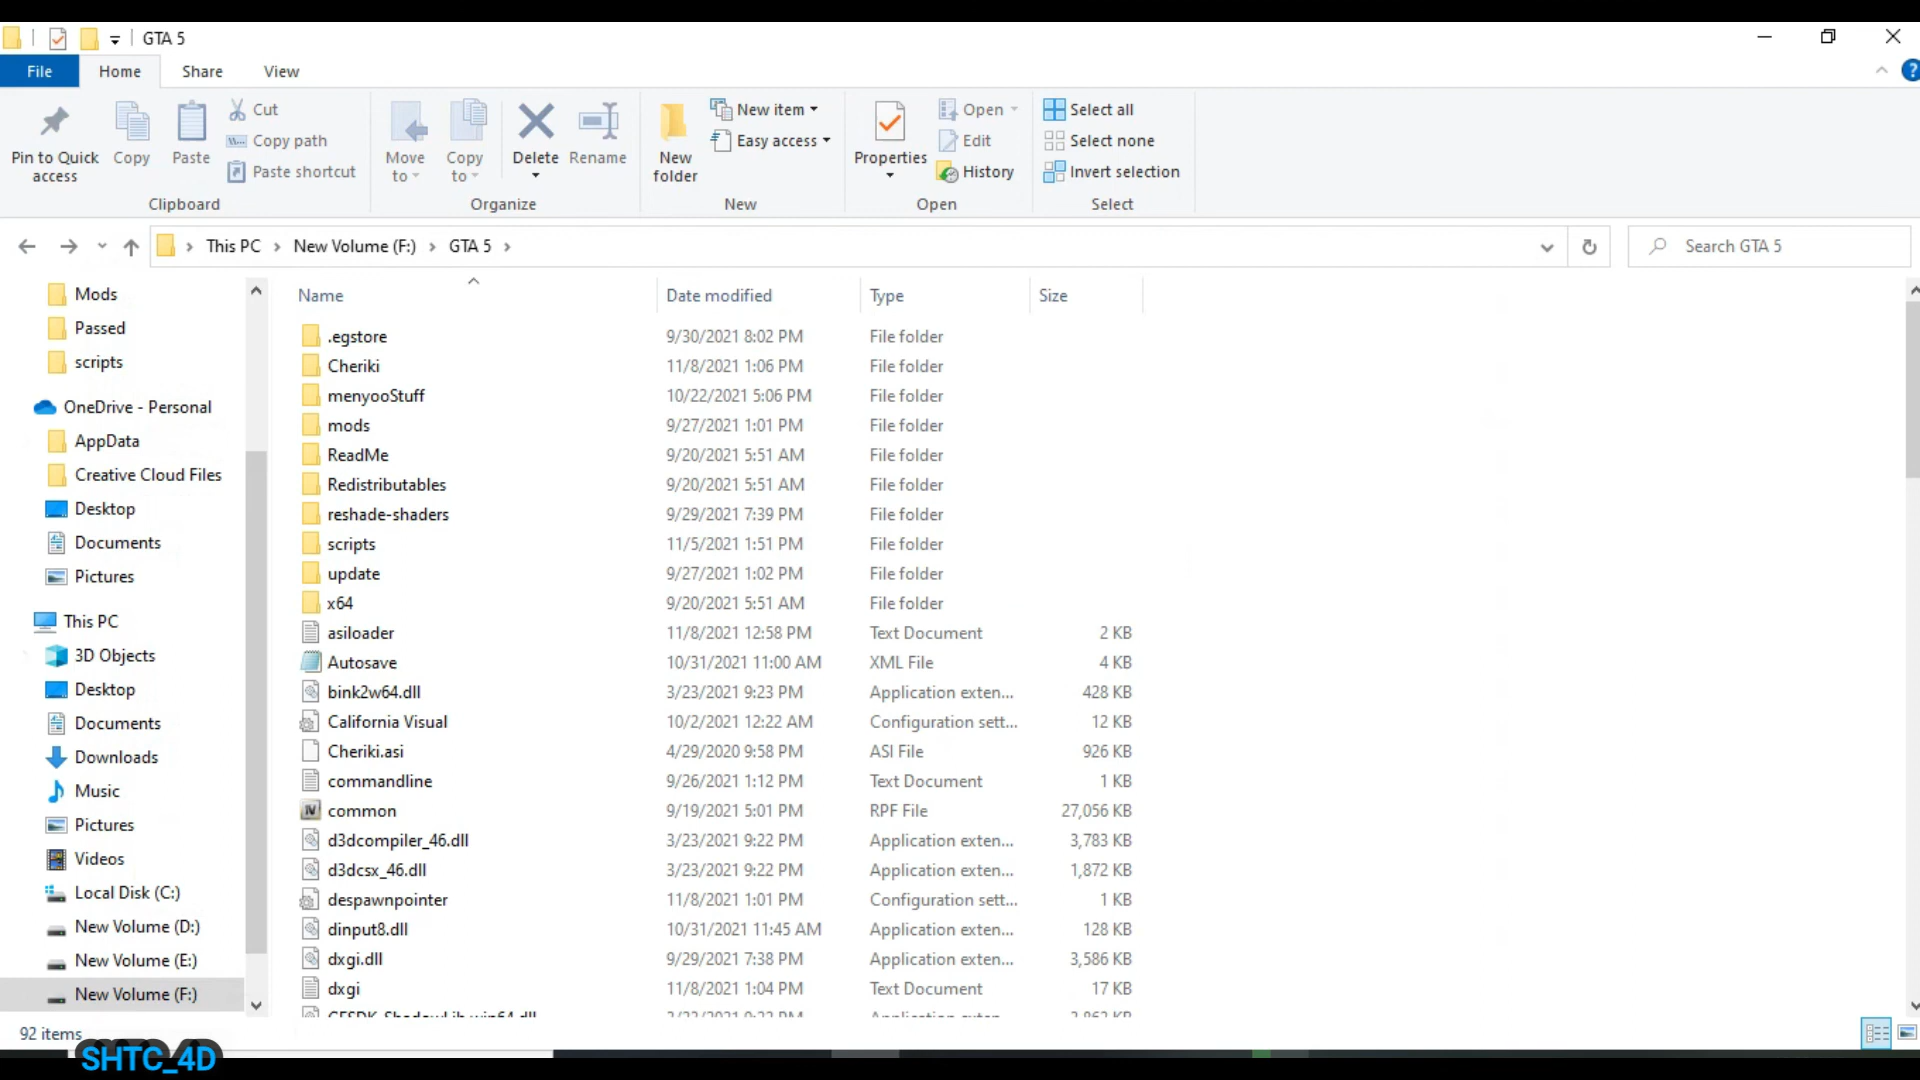 GTA 5
File Home Share View
Pin to Quick access
Copy
Paste
Cut
Copy path
Paste shortcut
Clipboard
Move to
Copy to
Delete
Rename
Organize
New folder
New item
Easy access
New
Properties
Open
Edit
History
Open
Select all
Select none
Invert selection
Select
This PC New Volume (F:) GTA 5
Search GTA 5
Mods
Passed
scripts
OneDrive - Personal
AppData
Creative Cloud Files
Desktop
Documents
Pictures
This PC
3D Objects
Desktop
Documents
Downloads
Music
Pictures
Videos
Local Disk (C:)
New Volume (D:)
New Volume (E:)
New Volume (F:)
Name Date modified Type Size
.egstore 9/30/2021 8:02 PM File folder
Cheriki 11/8/2021 1:06 PM File folder
menyooStuff 10/22/2021 5:06 PM File folder
mods 9/27/2021 1:01 PM File folder
ReadMe 9/20/2021 5:51 AM File folder
Redistributables 9/20/2021 5:51 AM File folder
reshade-shaders 9/29/2021 7:39 PM File folder
scripts 11/5/2021 1:51 PM File folder
update 9/27/2021 1:02 PM File folder
x64 9/20/2021 5:51 AM File folder
asiloader 11/8/2021 12:58 PM Text Document 2 KB
Autosave 10/31/2021 11:00 AM XML File 4 KB
bink2w64.dll 3/23/2021 9:23 PM Application exten... 428 KB
California Visual 10/2/2021 12:22 AM Configuration sett... 12 KB
Cheriki.asi 4/29/2020 9:58 PM ASI File 926 KB
commandline 9/26/2021 1:12 PM Text Document 1 KB
common 9/19/2021 5:01 PM RPF File 27,056 KB
d3dcompiler_46.dll 3/23/2021 9:22 PM Application exten... 3,783 KB
d3dcsx_46.dll 3/23/2021 9:22 PM Application exten... 1,872 KB
despawnpointer 11/8/2021 1:01 PM Configuration sett... 1 KB
dinput8.dll 10/31/2021 11:45 AM Application exten... 128 KB
dxgi.dll 9/29/2021 7:38 PM Application exten... 3,586 KB
dxgi 11/8/2021 1:04 PM Text Document 17 KB
92 items
SHTC_4D